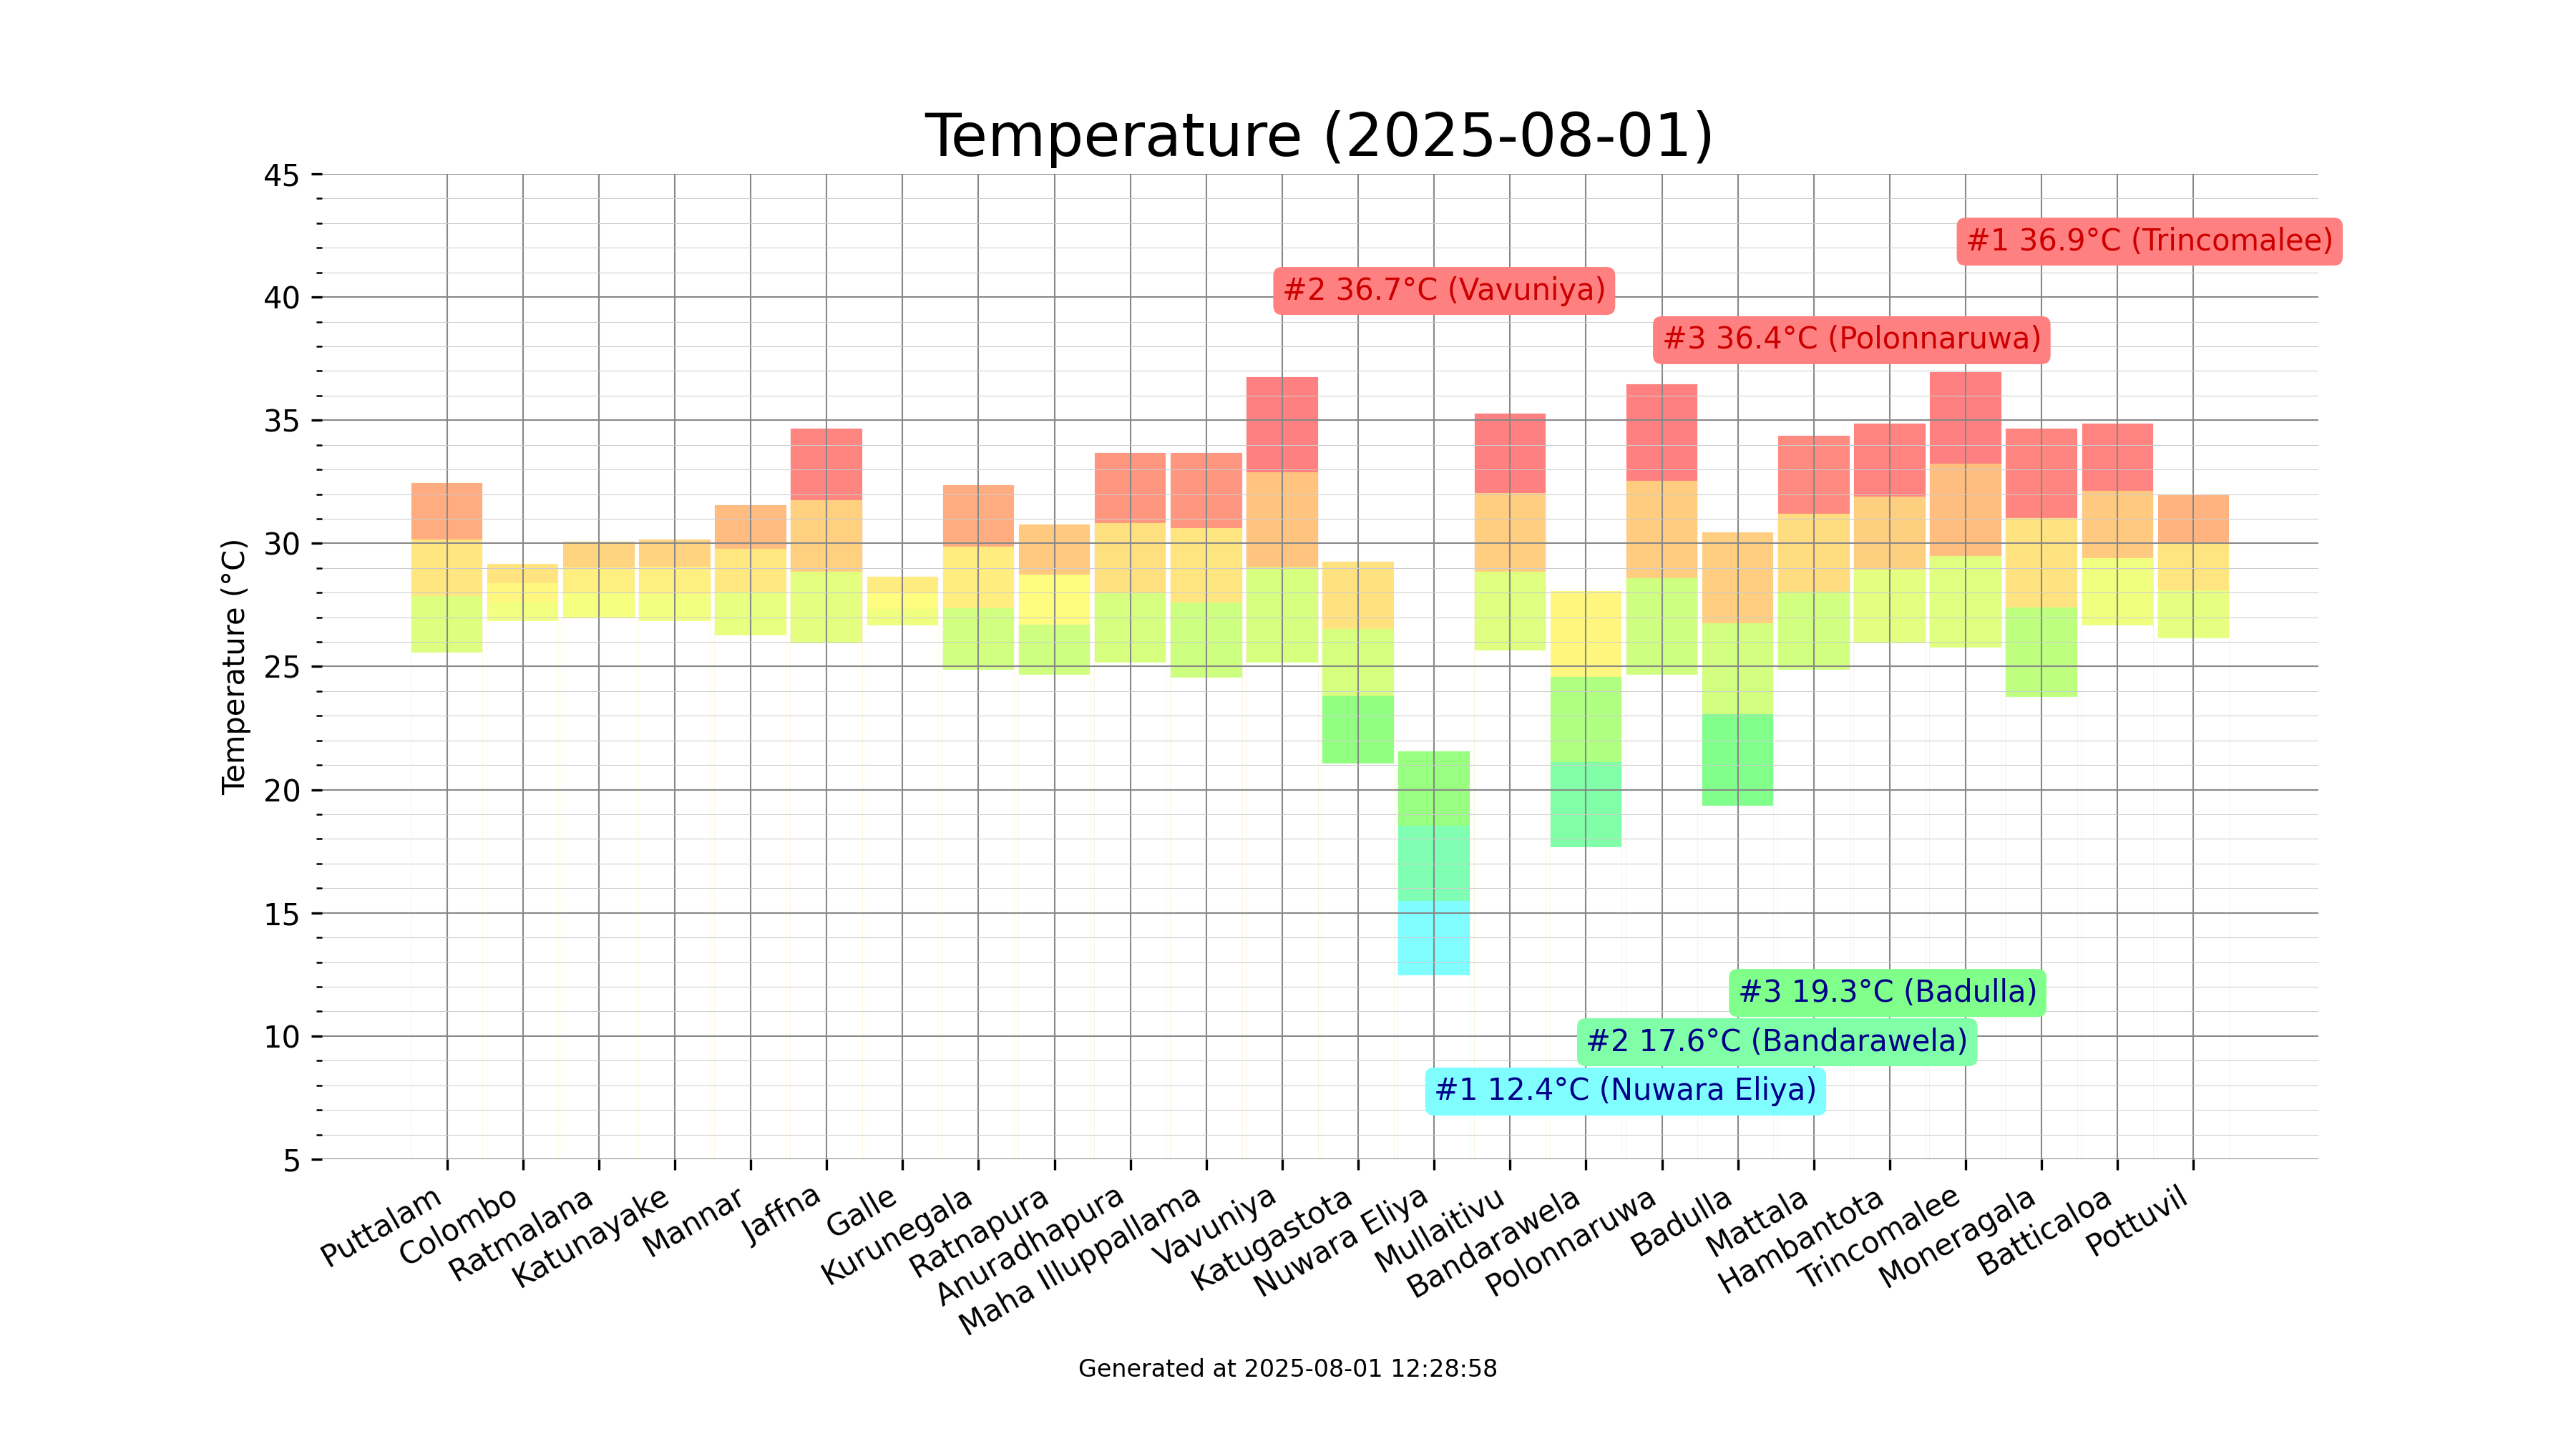 Temperature (2025-08-01)
Temperature (°C)
45
40
35
30
25
20
15
10
5
#1 36.9°C (Trincomalee)
#2 36.7°C (Vavuniya)
#3 36.4°C (Polonnaruwa)
#3 19.3°C (Badulla)
#2 17.6°C (Bandarawela)
#1 12.4°C (Nuwara Eliya)
Puttalam
Colombo
Ratmalana
Katunayake
Mannar
Jaffna
Galle
Kurunegala
Ratnapura
Anuradhapura
Maha Illuppallama
Vavuniya
Katugastota
Nuwara Eliya
Mullaitivu
Bandarawela
Polonnaruwa
Badulla
Mattala
Hambantota
Trincomalee
Moneragala
Batticaloa
Pottuvil
Generated at 2025-08-01 12:28:58